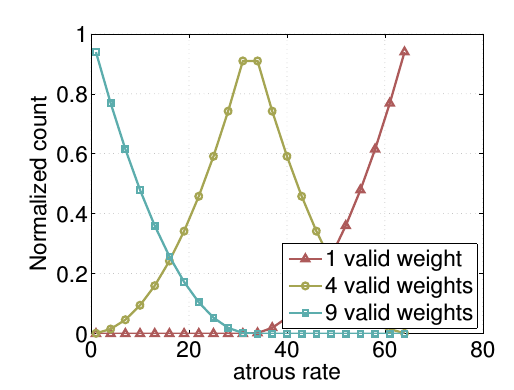 1
0.8
0.6
0.4
0.2
0
Normalized count
1 valid weight
4 valid weights
9 valid weights
0 20 40 60 80
atrous rate